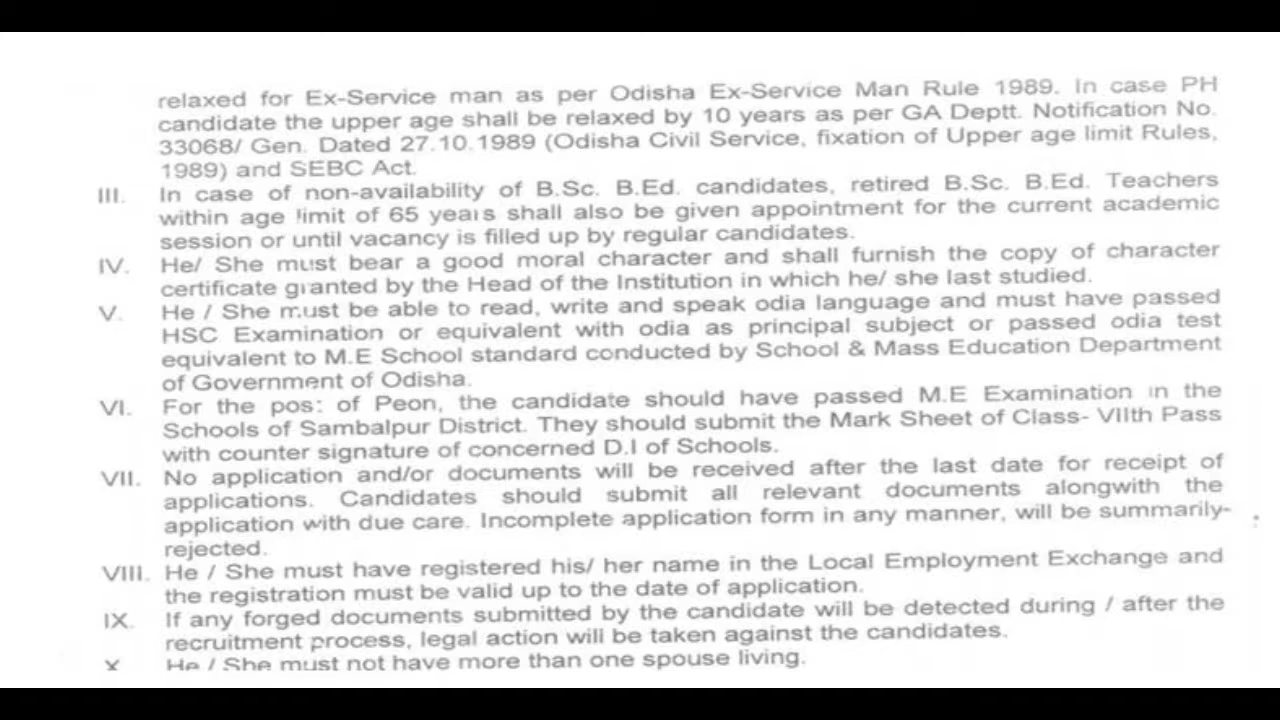 relaxed for Ex-Service man as per Odisha Ex-Service Man Rule 1989. In case PH
candidate the upper age shall be relaxed by 10 years as per GA Deptt. Notification No.
33068/ Gen. Dated 27.10.1989 (Odisha Civil Service, fixation of Upper age limit Rules,
1989) and SEBC Act.
III. In case of non-availability of B.Sc. B.Ed. candidates, retired B.Sc. B.Ed. Teachers
within age limit of 65 years shall also be given appointment for the current academic
session or until vacancy is filled up by regular candidates.
IV. He/ She must bear a good moral character and shall furnish the copy of character
certificate granted by the Head of the Institution in which he/ she last studied.
V. He / She must be able to read, write and speak odia language and must have passed
HSC Examination or equivalent with odia as principal subject or passed odia test
equivalent to M.E School standard conducted by School & Mass Education Department
of Government of Odisha.
VI. For the post of Peon, the candidate should have passed M.E Examination in the
Schools of Sambalpur District. They should submit the Mark Sheet of Class- VIIth Pass
with counter signature of concerned D.I of Schools.
VII. No application and/or documents will be received after the last date for receipt of
applications. Candidates should submit all relevant documents alongwith the
application with due care. Incomplete application form in any manner, will be summarily-
rejected.
VIII. He / She must have registered his/ her name in the Local Employment Exchange and
the registration must be valid up to the date of application.
IX. If any forged documents submitted by the candidate will be detected during / after the
recruitment process, legal action will be taken against the candidates.
X. He / She must not have more than one spouse living.